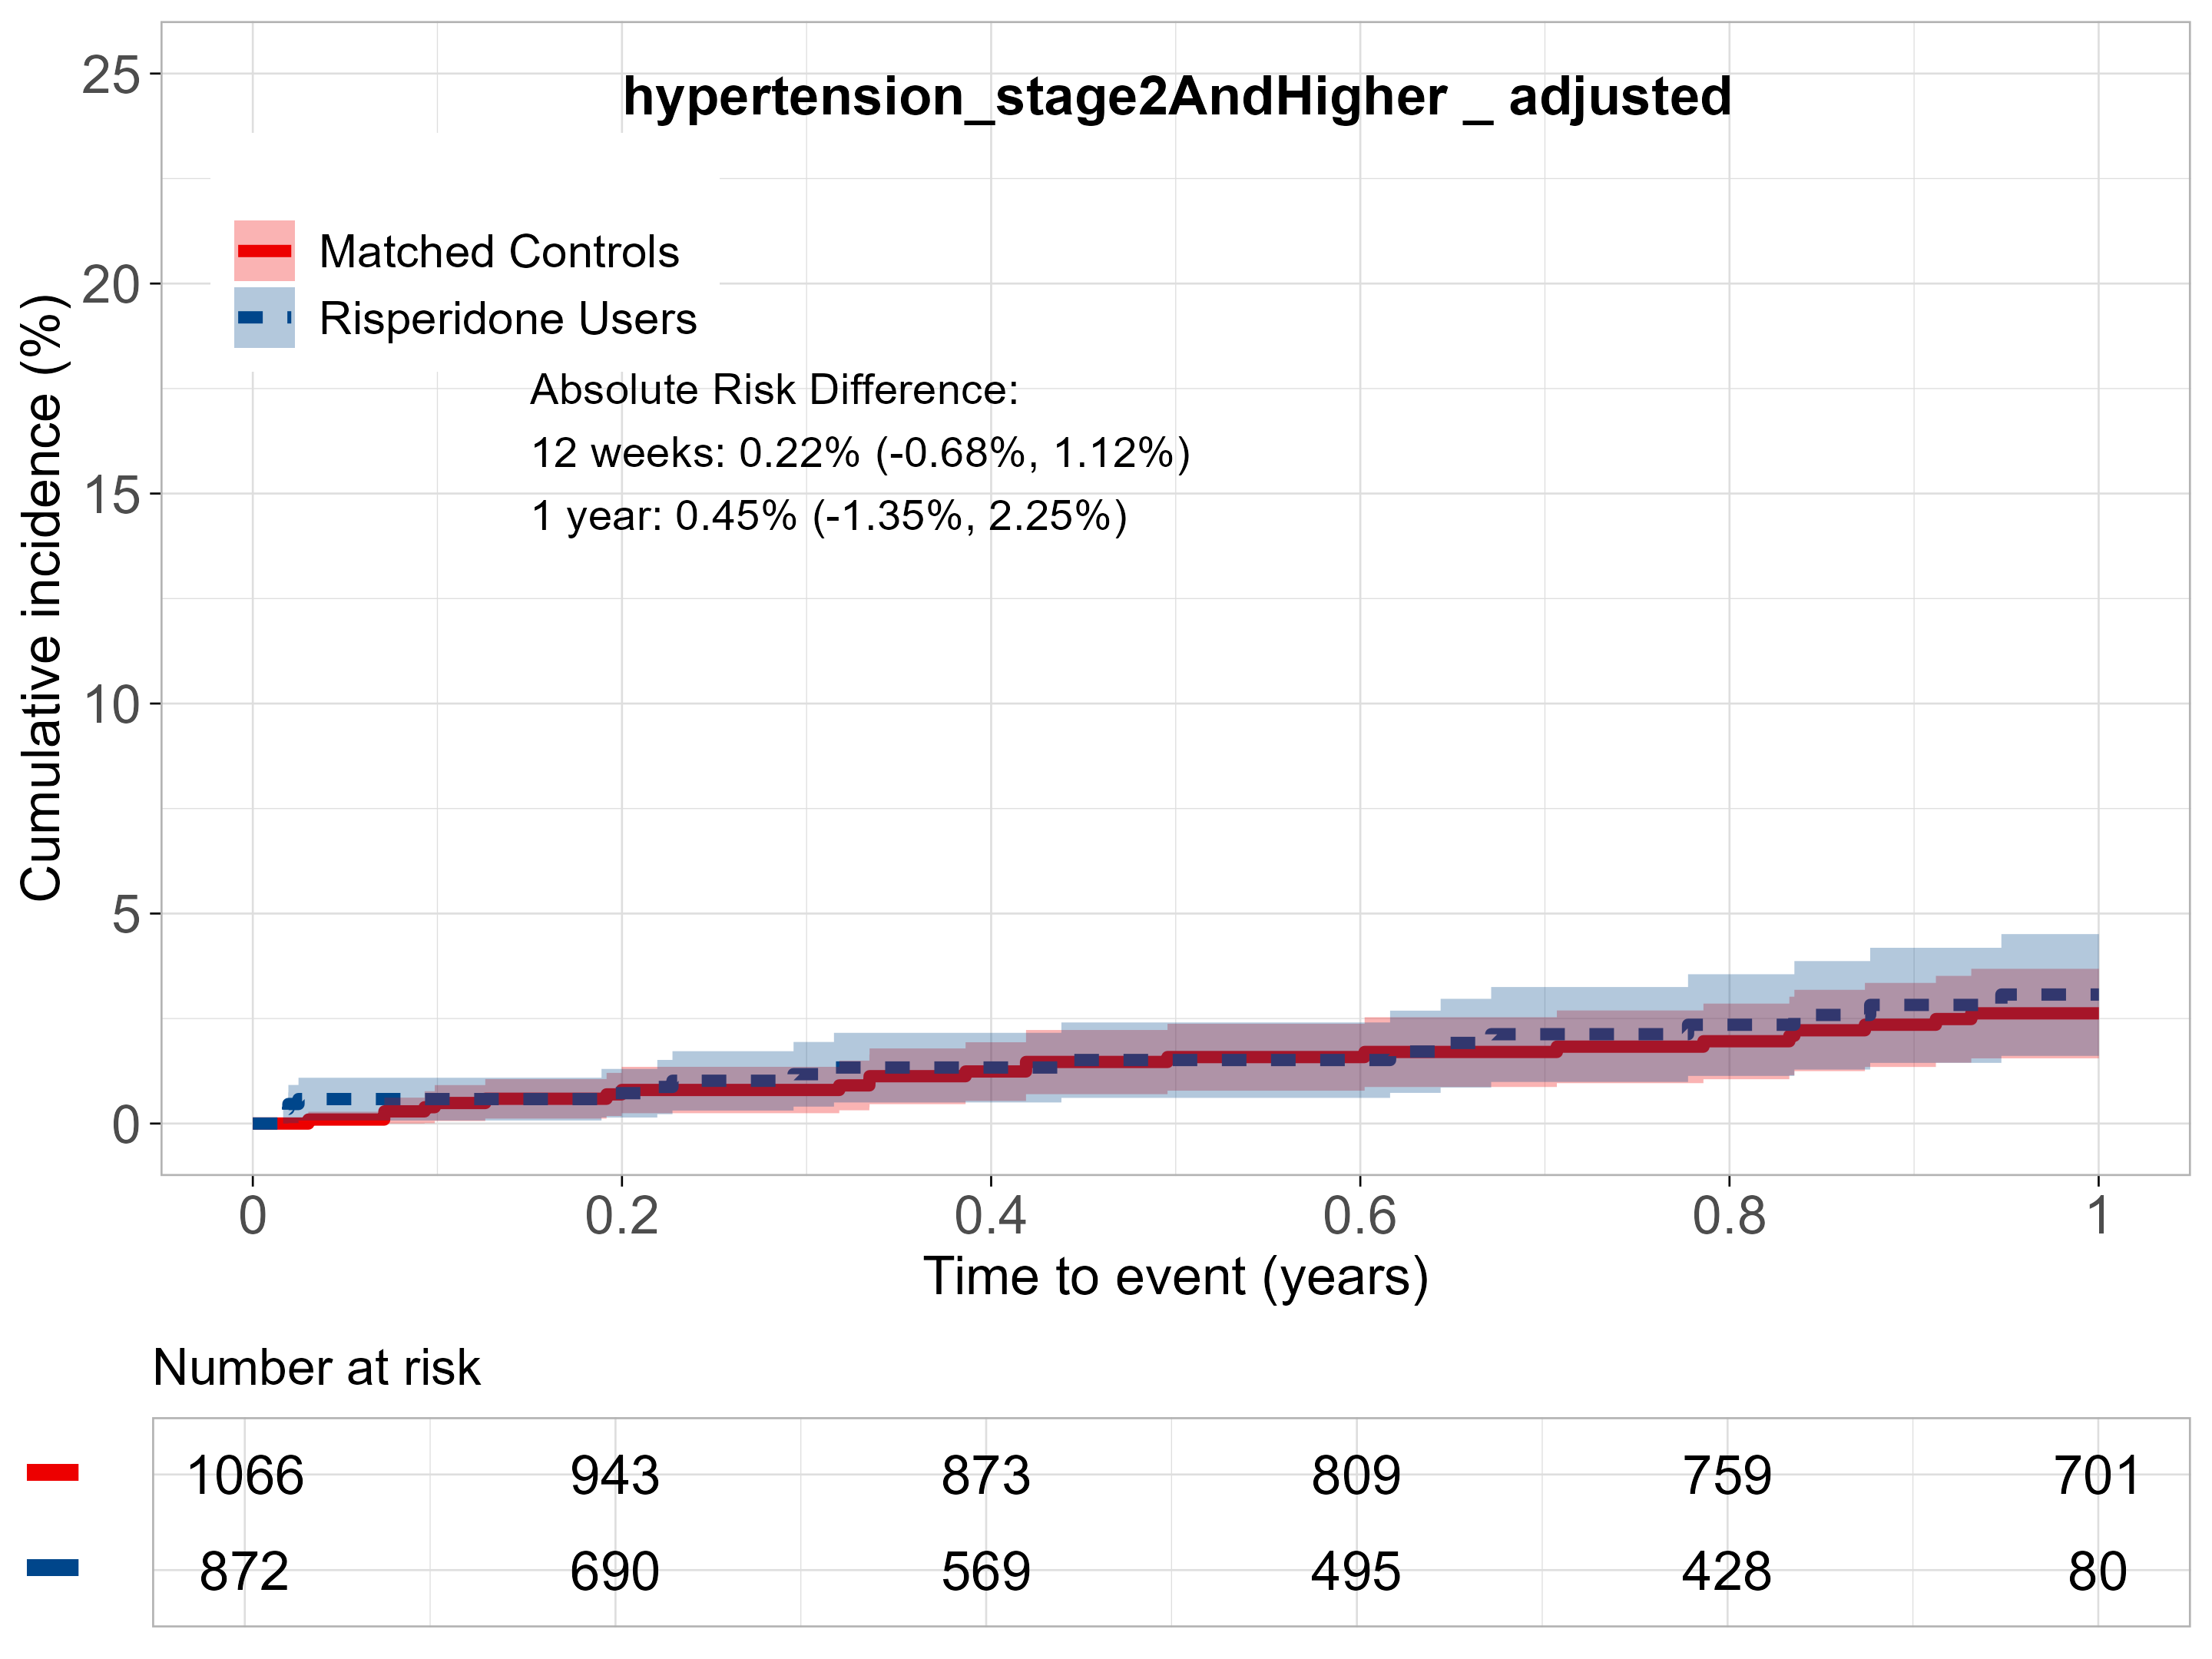 hypertension_stage2AndHigher _ adjusted
Matched Controls
Risperidone Users
Absolute Risk Difference:
12 weeks: 0.22% (-0.68%, 1.12%)
1 year: 0.45% (-1.35%, 2.25%)
Cumulative incidence (%)
25
20
15
10
5
0
0 0.2 0.4 0.6 0.8 1
Time to event (years)
Number at risk
1066 943 873 809 759 701
872 690 569 495 428 80